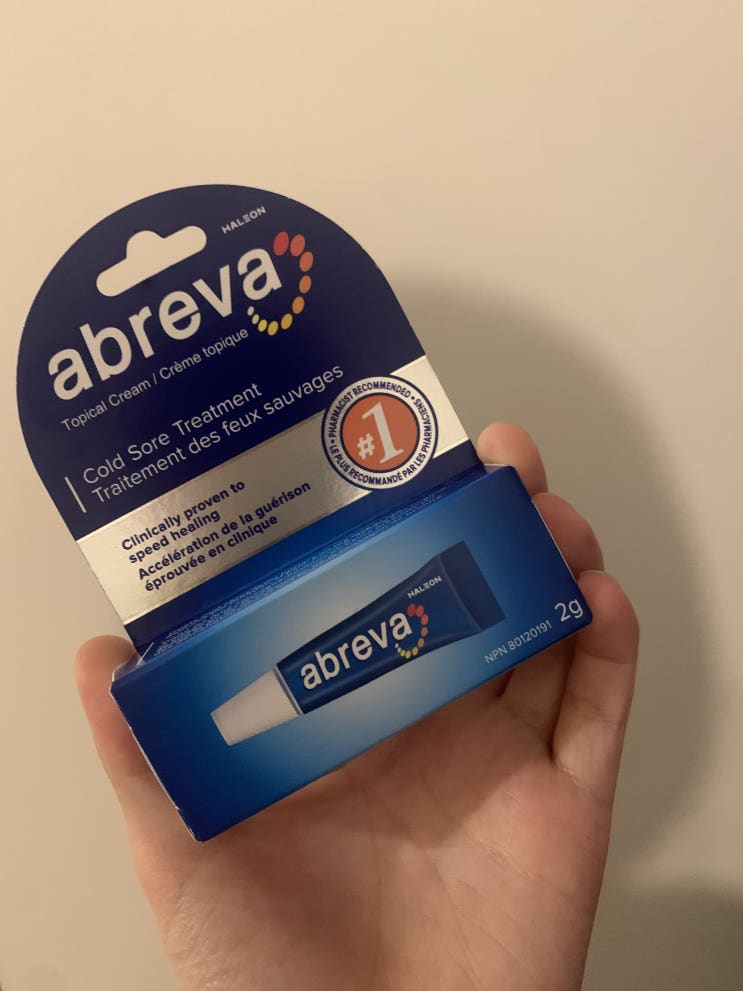 HALEON
abreva
Topical Cream / Crème topique
Cold Sore Treatment
Traitement des feux sauvages
PHARMACIST RECOMMENDED
#1
LE PLUS RECOMMANDÉ PAR LES PHARMACIENS
Clinically proven to
speed healing
Accélération de la guérison
éprouvée en clinique
HALEON
abreva
NPN 80120191 2g